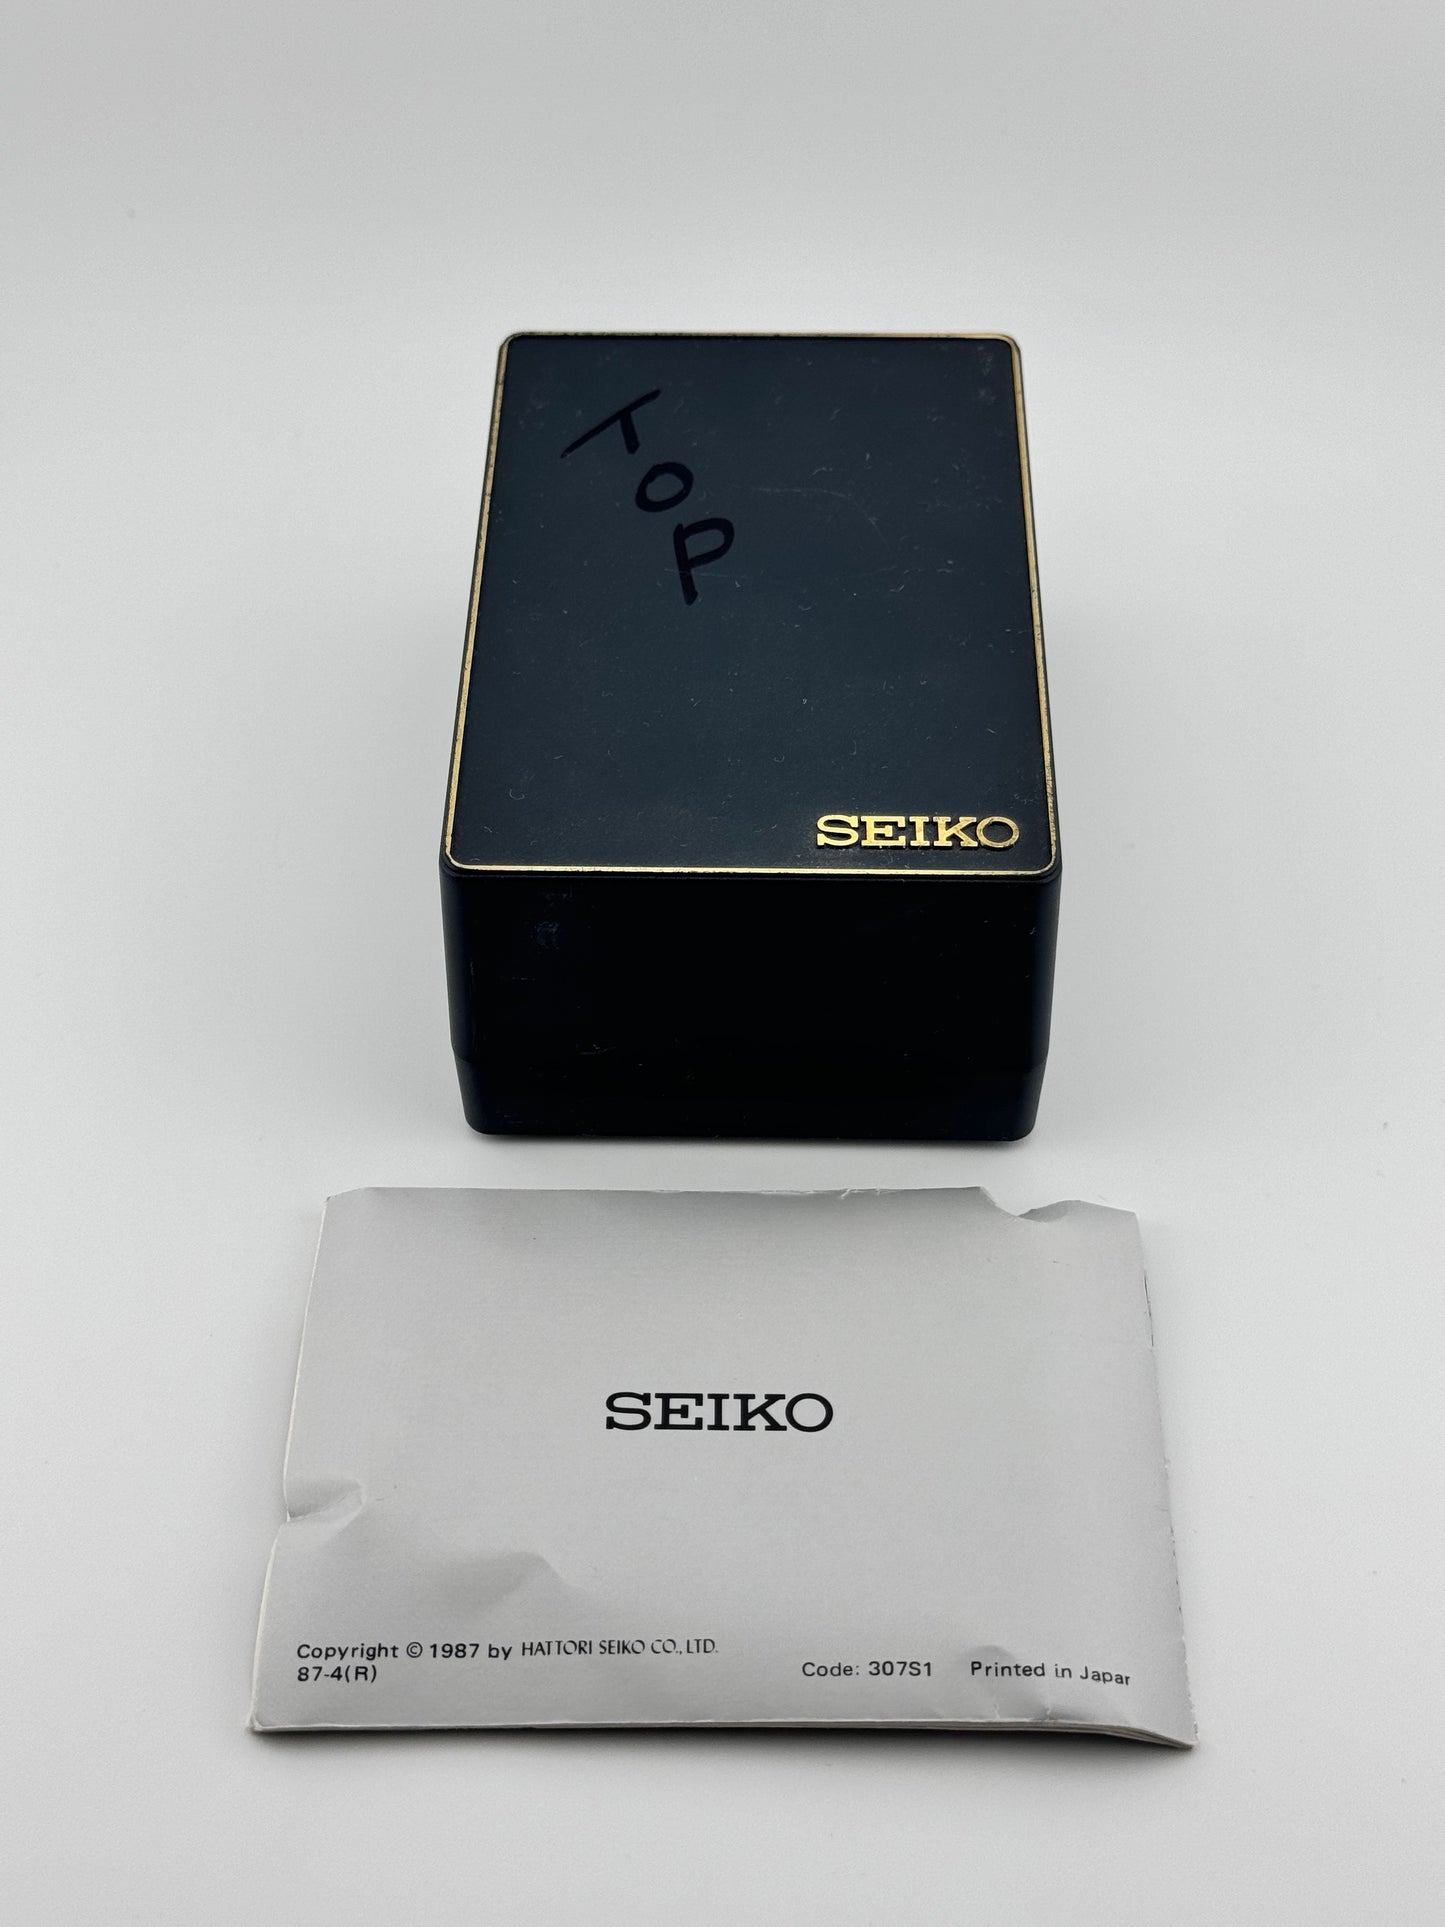 TOP
SEIKO
SEIKO
Copyright © 1987 by HATTORI SEIKO CO., LTD.
87-4(R)
Code: 307S1 Printed in Japan